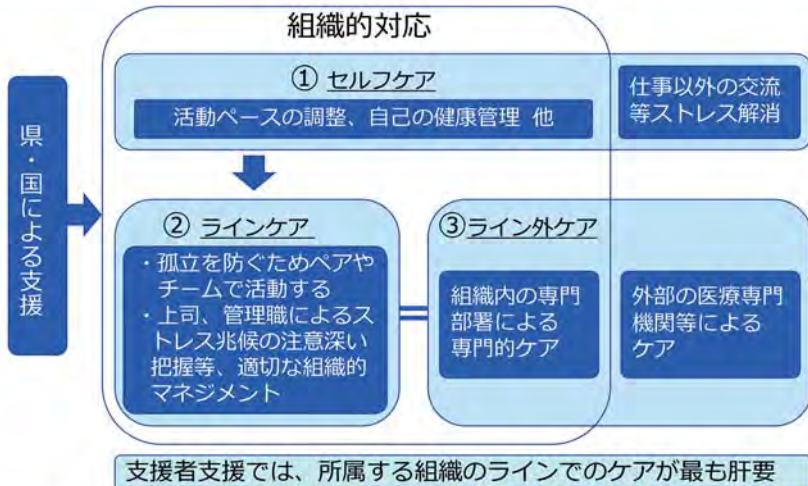 組織的対応
① セルフケア
活動ペースの調整、自己の健康管理 他
仕事以外の交流
等ストレス解消
県・国による支援
② ラインケア
・孤立を防ぐためペアや
チームで活動する
・上司、管理職によるス
トレス兆候の注意深い
把握等、適切な組織的
マネジメント
③ライン外ケア
組織内の専門
部署による
専門的ケア
外部の医療専門
機関等による
ケア
支援者支援では、所属する組織のラインでのケアが最も肝要